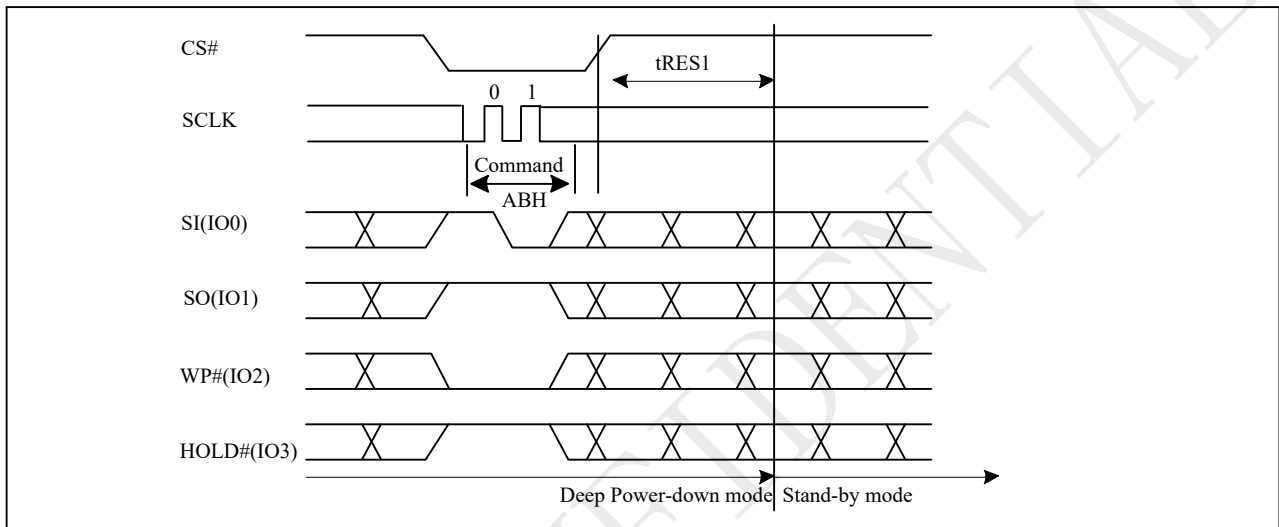 CS#
tRES1
0 1
SCLK
Command
ABH
SI(IO0)
SO(IO1)
WP#(IO2)
HOLD#(IO3)
Deep Power-down mode Stand-by mode
IDENTIAL